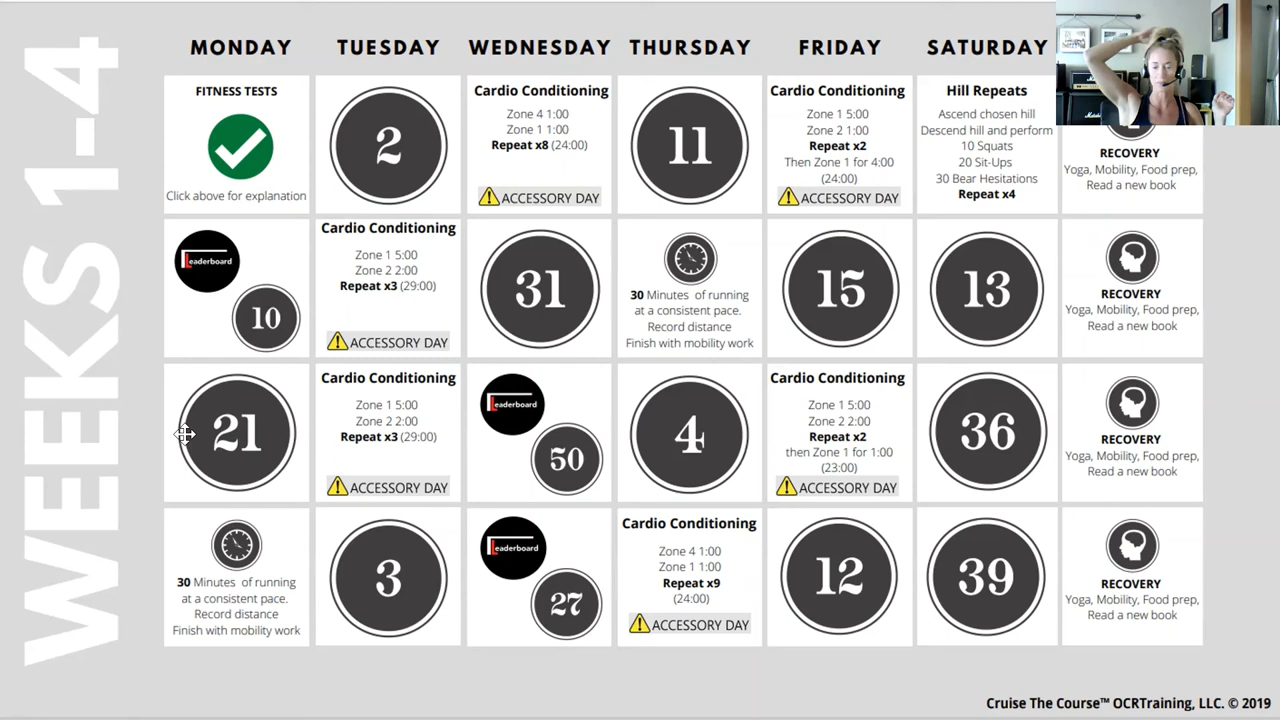 WEEKS 1-4
MONDAY
TUESDAY
WEDNESDAY
THURSDAY
FRIDAY
SATURDAY
FITNESS TESTS
Click above for explanation
2
Cardio Conditioning
Zone 4 1:00
Zone 1 1:00
Repeat x8 (24:00)
ACCESSORY DAY
11
Cardio Conditioning
Zone 1 5:00
Zone 2 1:00
Repeat x2
Then Zone 1 for 4:00
(24:00)
ACCESSORY DAY
Hill Repeats
Ascend chosen hill
Descend hill and perform
10 Squats
20 Sit-Ups
30 Bear Hesitations
Repeat x4
RECOVERY
Yoga, Mobility, Food prep,
Read a new book
Leaderboard
10
Cardio Conditioning
Zone 1 5:00
Zone 2 2:00
Repeat x3 (29:00)
ACCESSORY DAY
31
30 Minutes of running
at a consistent pace.
Record distance
Finish with mobility work
15
13
RECOVERY
Yoga, Mobility, Food prep,
Read a new book
21
Cardio Conditioning
Zone 1 5:00
Zone 2 2:00
Repeat x3 (29:00)
ACCESSORY DAY
Leaderboard
50
4
Cardio Conditioning
Zone 1 5:00
Zone 2 2:00
Repeat x2
then Zone 1 for 1:00
(23:00)
ACCESSORY DAY
36
RECOVERY
Yoga, Mobility, Food prep,
Read a new book
30 Minutes of running
at a consistent pace.
Record distance
Finish with mobility work
3
Leaderboard
27
Cardio Conditioning
Zone 4 1:00
Zone 1 1:00
Repeat x9
(24:00)
ACCESSORY DAY
12
39
RECOVERY
Yoga, Mobility, Food prep,
Read a new book
Cruise The Course™ OCRTraining, LLC. © 2019